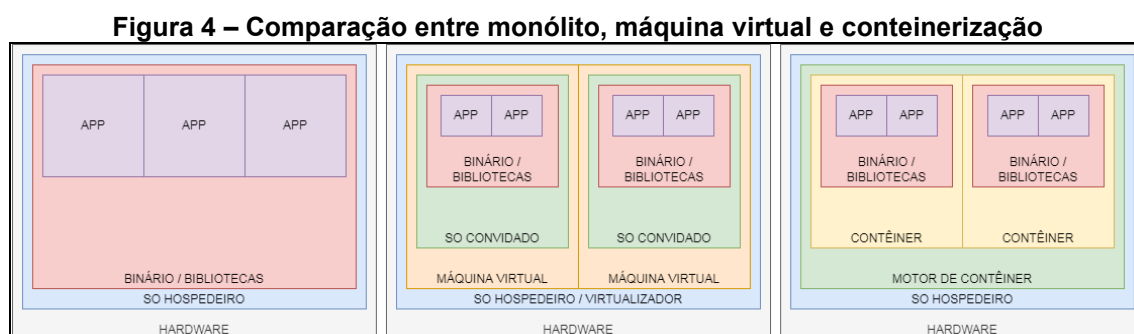 Figura 4 – Comparação entre monólito, máquina virtual e conteinerização
APP APP APP
BINÁRIO / BIBLIOTECAS
SO HOSPEDEIRO
HARDWARE
APP APP APP APP
BINÁRIO / BINÁRIO /
BIBLIOTECAS BIBLIOTECAS
SO CONVIDADO SO CONVIDADO
MÁQUINA VIRTUAL MÁQUINA VIRTUAL
SO HOSPEDEIRO / VIRTUALIZADOR
HARDWARE
APP APP APP APP
BINÁRIO / BINÁRIO /
BIBLIOTECAS BIBLIOTECAS
CONTÊINER CONTÊINER
MOTOR DE CONTÊINER
SO HOSPEDEIRO
HARDWARE